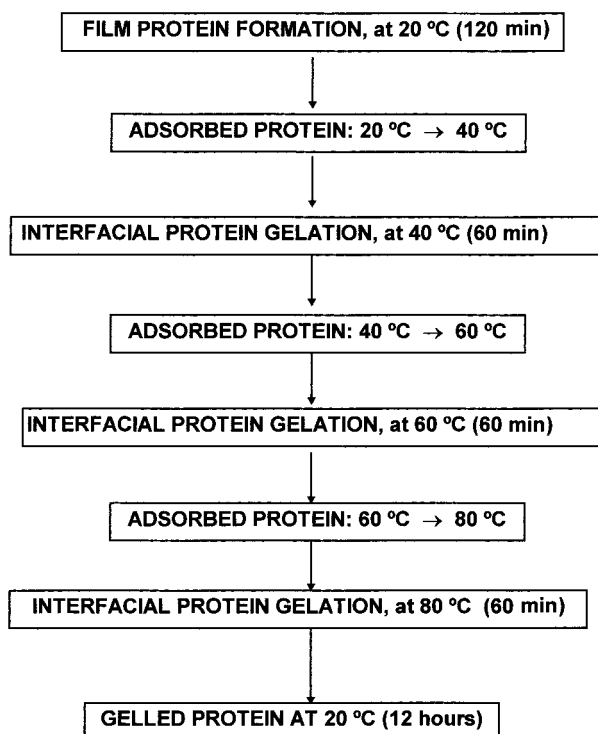 FILM PROTEIN FORMATION, at 20 ºC (120 min)
ADSORBED PROTEIN: 20 ºC → 40 ºC
INTERFACIAL PROTEIN GELATION, at 40 ºC (60 min)
ADSORBED PROTEIN: 40 ºC → 60 ºC
INTERFACIAL PROTEIN GELATION, at 60 ºC (60 min)
ADSORBED PROTEIN: 60 ºC → 80 ºC
INTERFACIAL PROTEIN GELATION, at 80 ºC (60 min)
GELLED PROTEIN AT 20 ºC (12 hours)